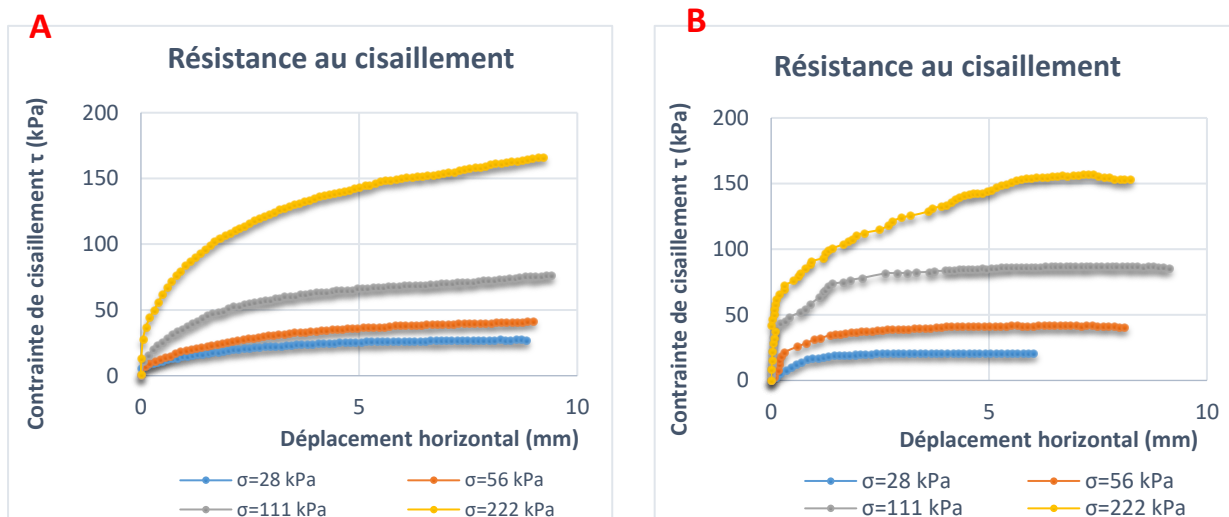 A
Résistance au cisaillement
Contrainte de cisaillement τ (kPa)
200
150
100
50
0
0 5 10
Déplacement horizontal (mm)
σ=28 kPa σ=56 kPa
σ=111 kPa σ=222 kPa
B
Résistance au cisaillement
Contrainte de cisaillement τ (kPa)
200
150
100
50
0
0 5 10
Déplacement horizontal (mm)
σ=28 kPa σ=56 kPa
σ=111 kPa σ=222 kPa